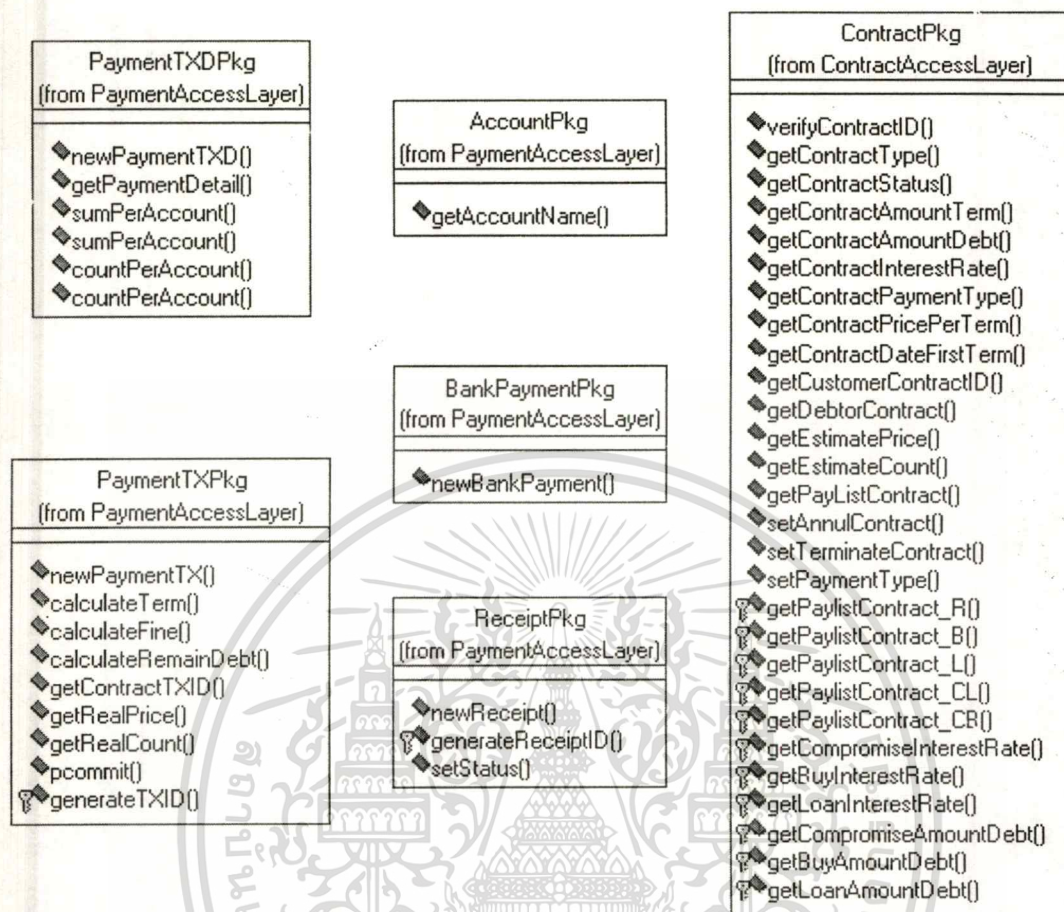 PaymentTXDPkg
(from PaymentAccessLayer)
newPaymentTXD()
getPaymentDetail()
sumPerAccount()
sumPerAccount()
countPerAccount()
countPerAccount()
AccountPkg
(from PaymentAccessLayer)
getAccountName()
BankPaymentPkg
(from PaymentAccessLayer)
newBankPayment()
PaymentTXPkg
(from PaymentAccessLayer)
newPaymentTX()
calculateTerm()
calculateFine()
calculateRemainDebt()
getContractTXID()
getRealPrice()
getRealCount()
pcommit()
generateTXID()
ReceiptPkg
(from PaymentAccessLayer)
newReceipt()
generateReceiptID()
setStatus()
ContractPkg
(from ContractAccessLayer)
verifyContractID()
getContractType()
getContractStatus()
getContractAmountTerm()
getContractAmountDebt()
getContractInterestRate()
getContractPaymentType()
getContractPricePerTerm()
getContractDateFirstTerm()
getCustomerContractID()
getDebtorContract()
getEstimatePrice()
getEstimateCount()
getPayListContract()
setAnnulContract()
setTerminateContract()
setPaymentType()
getPaylistContract_R()
getPaylistContract_B()
getPaylistContract_L()
getPaylistContract_CL()
getPaylistContract_CB()
getCompromiseInterestRate()
getBuyInterestRate()
getLoanInterestRate()
getCompromiseAmountDebt()
getBuyAmountDebt()
getLoanAmountDebt()